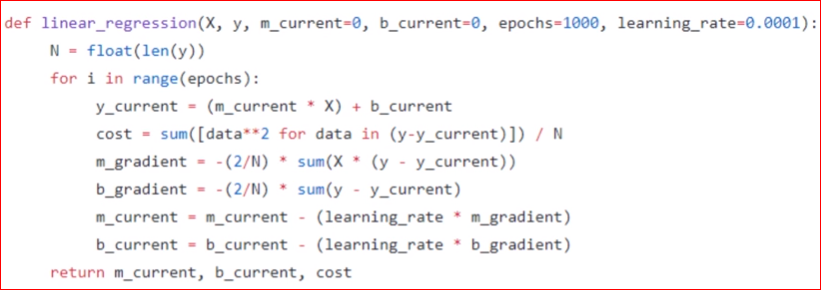 def linear_regression(X, y, m_current=0, b_current=0, epochs=1000, learning_rate=0.0001):
    N = float(len(y))
    for i in range(epochs):
        y_current = (m_current * X) + b_current
        cost = sum([data**2 for data in (y-y_current)]) / N
        m_gradient = -(2/N) * sum(X * (y - y_current))
        b_gradient = -(2/N) * sum(y - y_current)
        m_current = m_current - (learning_rate * m_gradient)
        b_current = b_current - (learning_rate * b_gradient)
    return m_current, b_current, cost